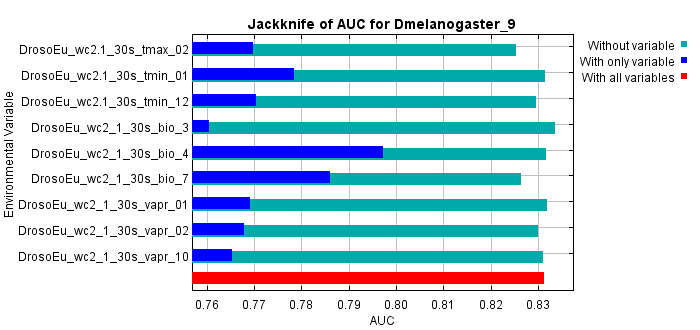 Jackknife of AUC for Dmelanogaster_9
Environmental Variable
DrosoEu_wc2.1_30s_tmax_02
DrosoEu_wc2.1_30s_tmin_01
DrosoEu_wc2.1_30s_tmin_12
DrosoEu_wc2_1_30s_bio_3
DrosoEu_wc2_1_30s_bio_4
DrosoEu_wc2_1_30s_bio_7
DrosoEu_wc2_1_30s_vapr_01
DrosoEu_wc2_1_30s_vapr_02
DrosoEu_wc2_1_30s_vapr_10
0.76 0.77 0.78 0.79 0.80 0.81 0.82 0.83
AUC
Without variable
With only variable
With all variables